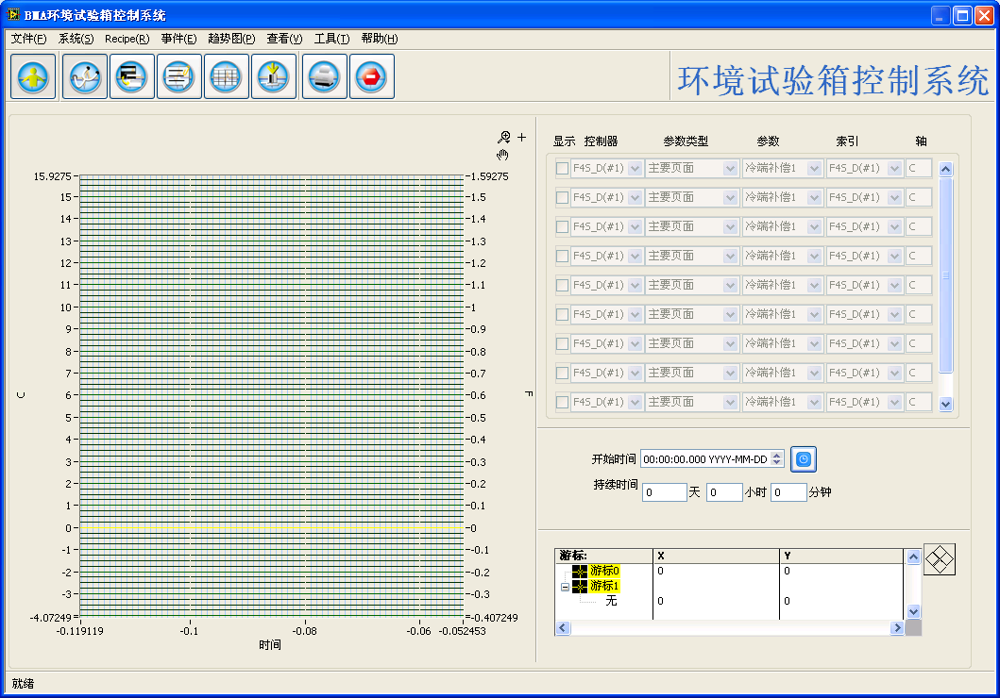 BMA环境试验箱控制系统
文件(F) 系统(S) Recipe(R) 事件(E) 趋势图(P) 查看(V) 工具(T) 帮助(H)
环境试验箱控制系统
显示 控制器 参数类型 参数 索引 轴
F4S_D(#1) 主要页面 冷端补偿1 F4S_D(#1) C
F4S_D(#1) 主要页面 冷端补偿1 F4S_D(#1) C
F4S_D(#1) 主要页面 冷端补偿1 F4S_D(#1) C
F4S_D(#1) 主要页面 冷端补偿1 F4S_D(#1) C
F4S_D(#1) 主要页面 冷端补偿1 F4S_D(#1) C
F4S_D(#1) 主要页面 冷端补偿1 F4S_D(#1) C
F4S_D(#1) 主要页面 冷端补偿1 F4S_D(#1) C
F4S_D(#1) 主要页面 冷端补偿1 F4S_D(#1) C
F4S_D(#1) 主要页面 冷端补偿1 F4S_D(#1) C
15.9275 1.59275
15 1.5
14 1.4
13 1.3
12 1.2
11 1.1
10 1
9 0.9
8 0.8
7 0.7
6 0.6
5 0.5
4 0.4
3 0.3
2 0.2
1 0.1
0 0
-1 -0.1
-2 -0.2
-3 -0.3
-4.07249 -0.407249
C
F
-0.119119 -0.1 -0.08 -0.06 -0.052453
时间
开始时间 00:00:00.000 YYYY-MM-DD
持续时间 0 天 0 小时 0 分钟
游标: X Y
游标0 0 0
游标1
无 0 0
就绪